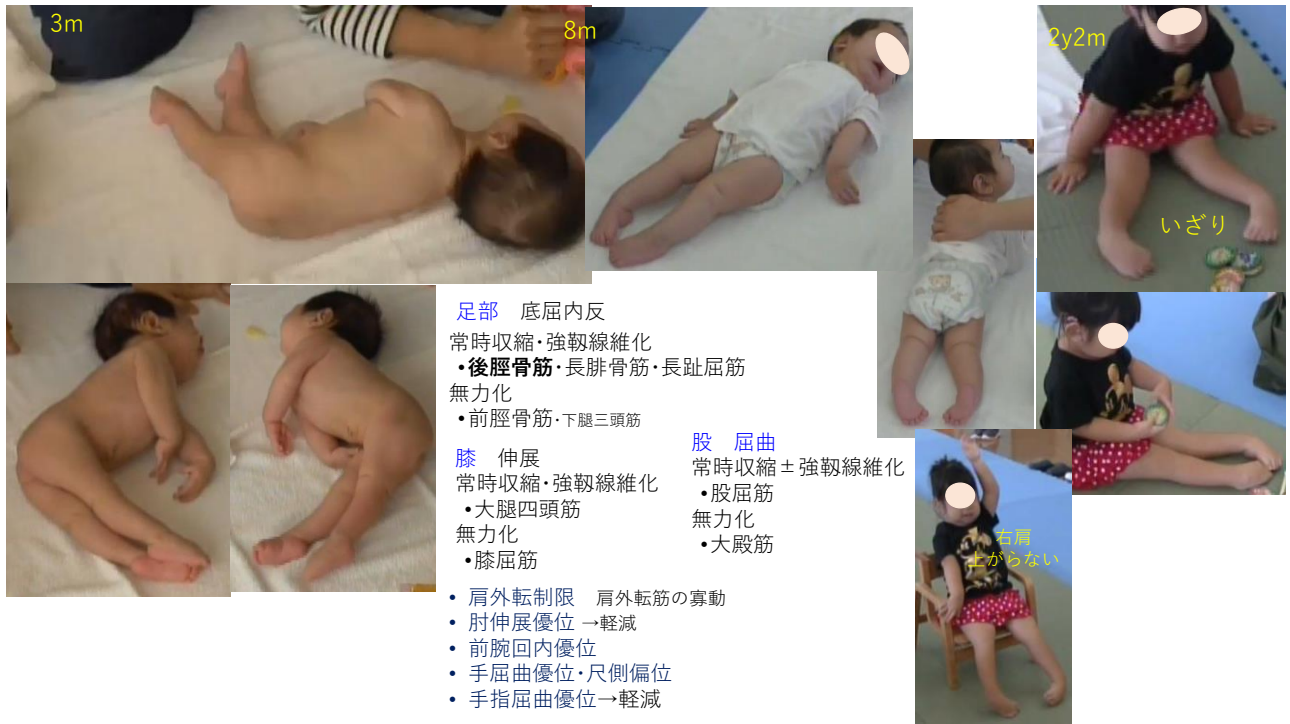 3m
8m
2y2m
いざり
足部　底屈内反
常時収縮・強靱線維化
•後脛骨筋・長腓骨筋・長趾屈筋
無力化
•前脛骨筋・下腿三頭筋
膝　伸展
常時収縮・強靱線維化
•大腿四頭筋
無力化
•膝屈筋
股　屈曲
常時収縮±強靱線維化
•股屈筋
無力化
•大殿筋
右肩
上がらない
• 肩外転制限　肩外転筋の寡動
• 肘伸展優位 →軽減
• 前腕回内優位
• 手屈曲優位・尺側偏位
• 手指屈曲優位→軽減